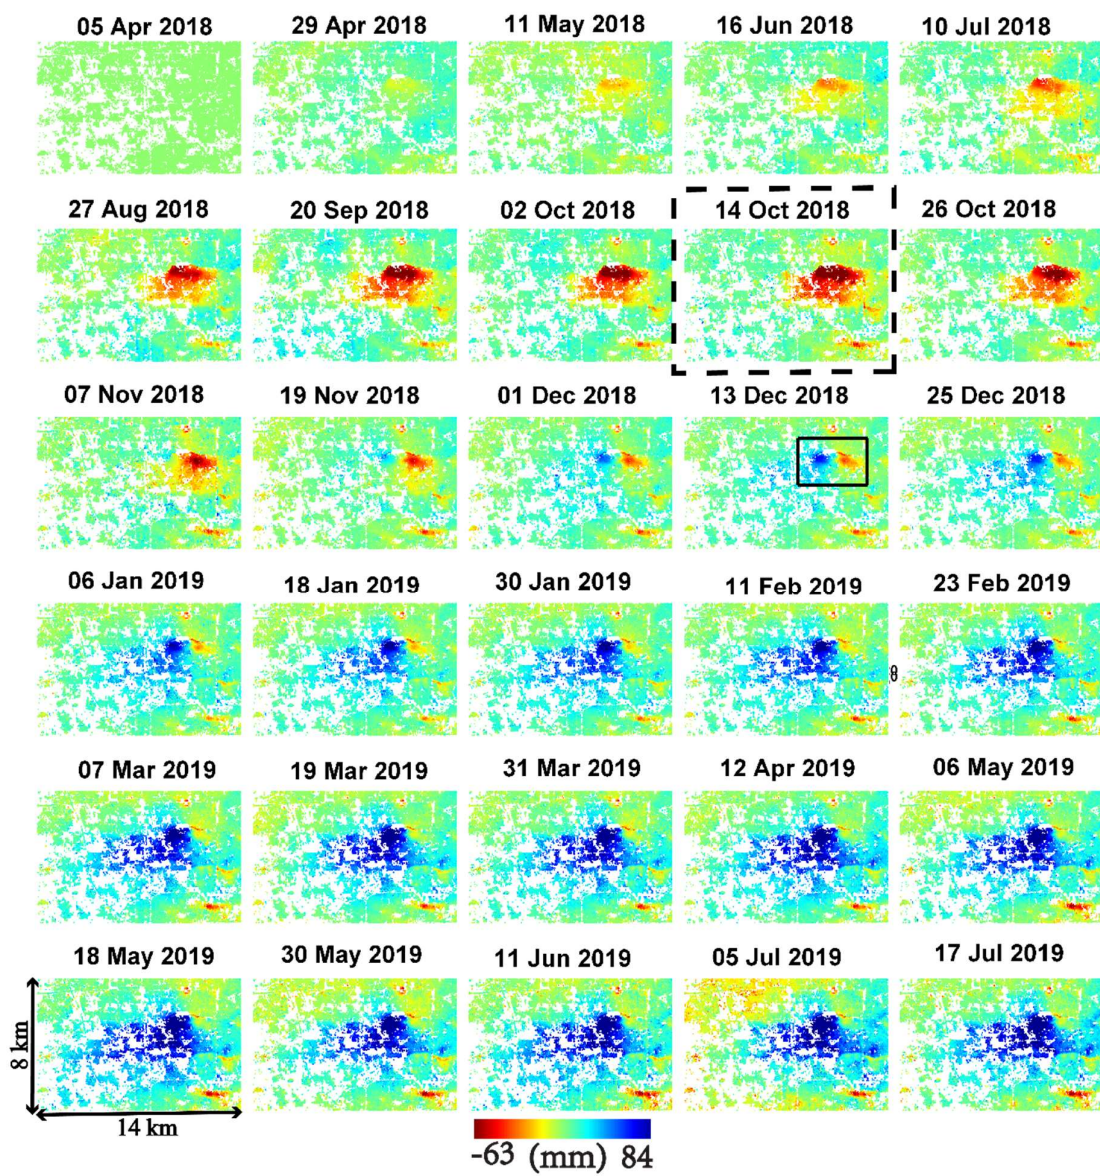 05 Apr 2018 29 Apr 2018 11 May 2018 16 Jun 2018 10 Jul 2018
27 Aug 2018 20 Sep 2018 02 Oct 2018 14 Oct 2018 26 Oct 2018
07 Nov 2018 19 Nov 2018 01 Dec 2018 13 Dec 2018 25 Dec 2018
06 Jan 2019 18 Jan 2019 30 Jan 2019 11 Feb 2019 23 Feb 2019
07 Mar 2019 19 Mar 2019 31 Mar 2019 12 Apr 2019 06 May 2019
18 May 2019 30 May 2019 11 Jun 2019 05 Jul 2019 17 Jul 2019
8 km
14 km
-63 (mm) 84